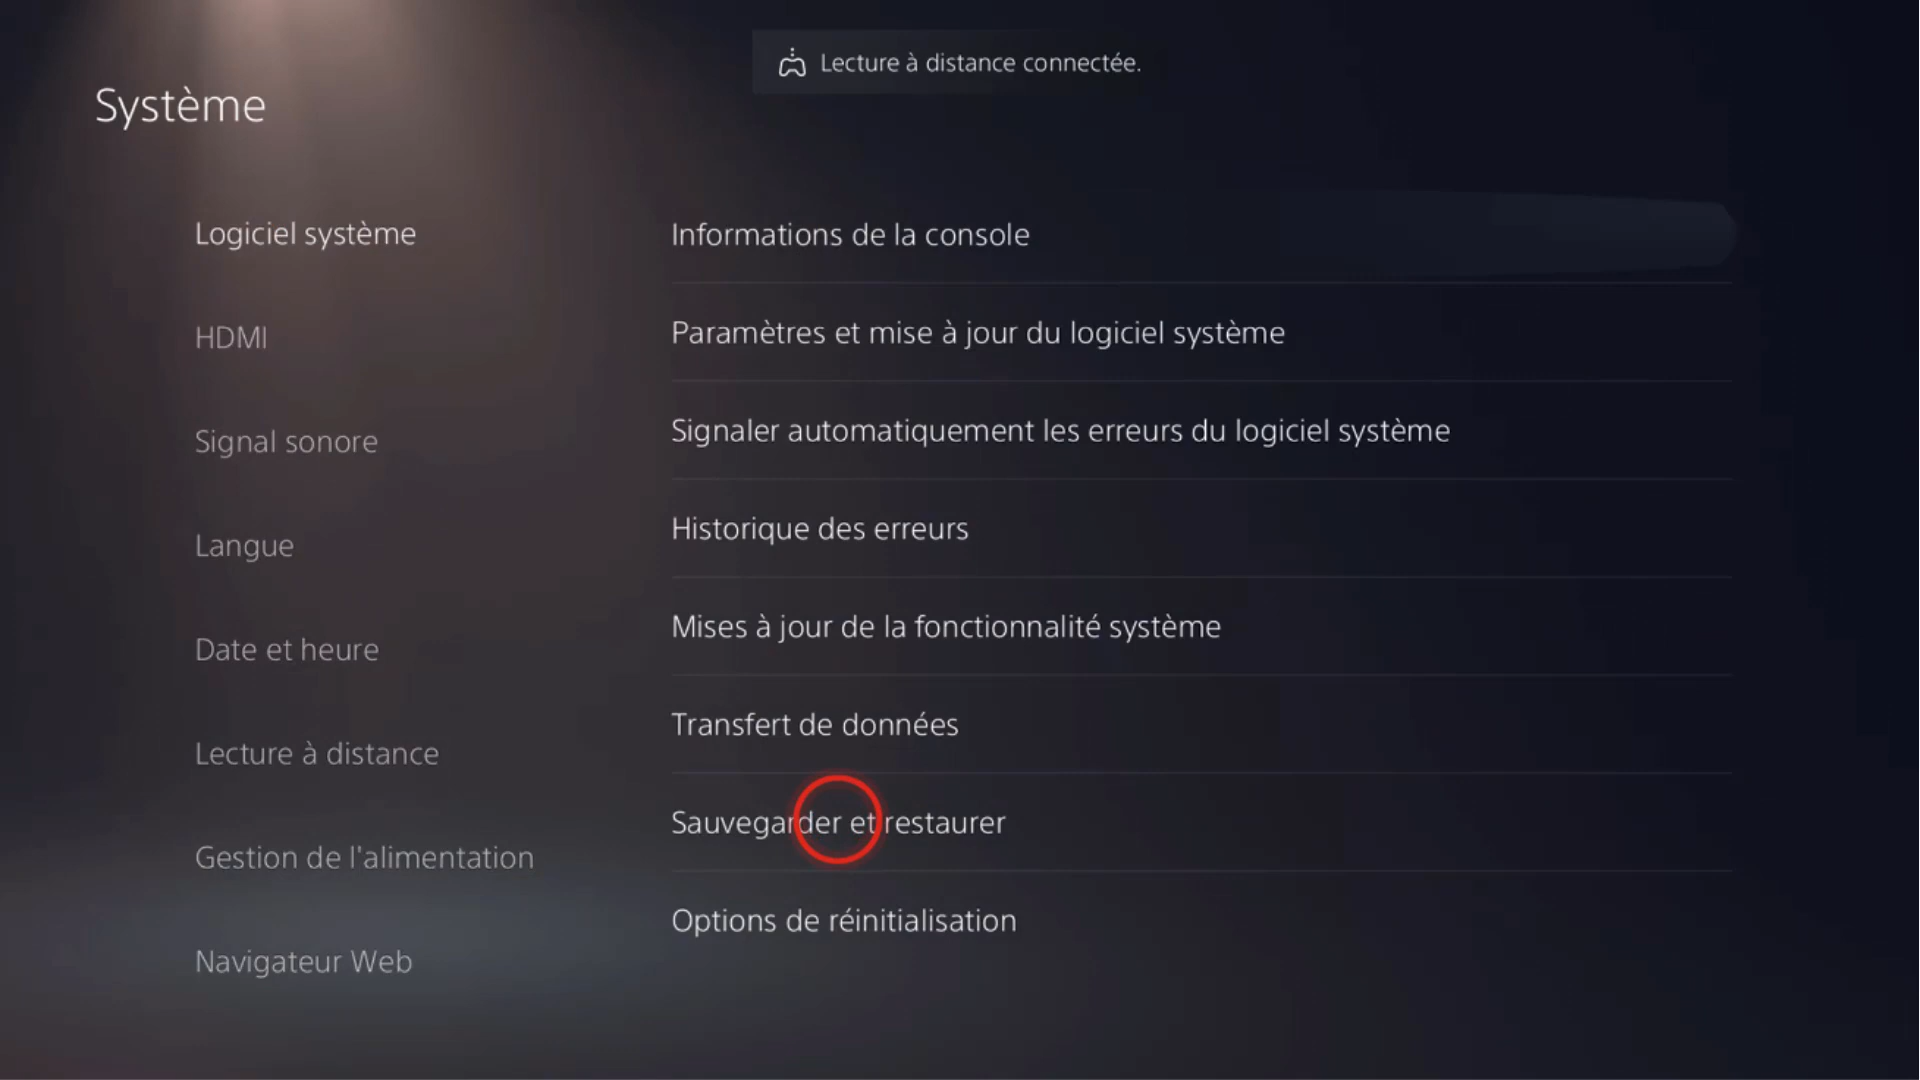 Lecture à distance connectée.
Système
Logiciel système
HDMI
Signal sonore
Langue
Date et heure
Lecture à distance
Gestion de l'alimentation
Navigateur Web
Informations de la console
Paramètres et mise à jour du logiciel système
Signaler automatiquement les erreurs du logiciel système
Historique des erreurs
Mises à jour de la fonctionnalité système
Transfert de données
Sauvegarder et restaurer
Options de réinitialisation